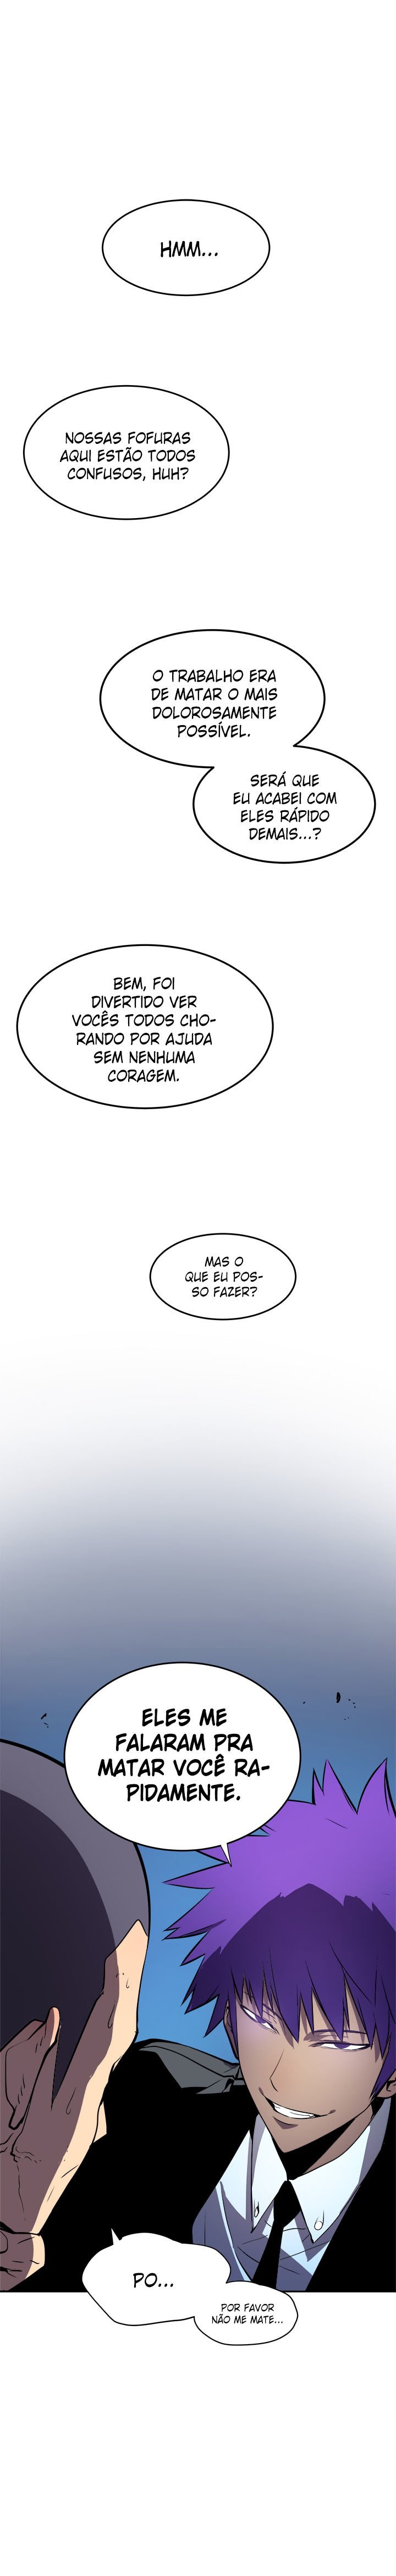 HMM...
NOSSAS FOFURAS
AQUI ESTÃO TODOS
CONFUSOS, HUH?
O TRABALHO ERA
DE MATAR O MAIS
DOLOROSAMENTE
POSSÍVEL.
SERÁ QUE
EU ACABEI COM
ELES RÁPIDO
DEMAIS...?
BEM, FOI
DIVERTIDO VER
VOCÊS TODOS CHO-
RANDO POR AJUDA
SEM NENHUMA
CORAGEM.
MAS O
QUE EU POS-
SO FAZER?
ELES ME
FALARAM PRA
MATAR VOCÊ RA-
PIDAMENTE.
PO...
POR FAVOR
NÃO ME MATE...